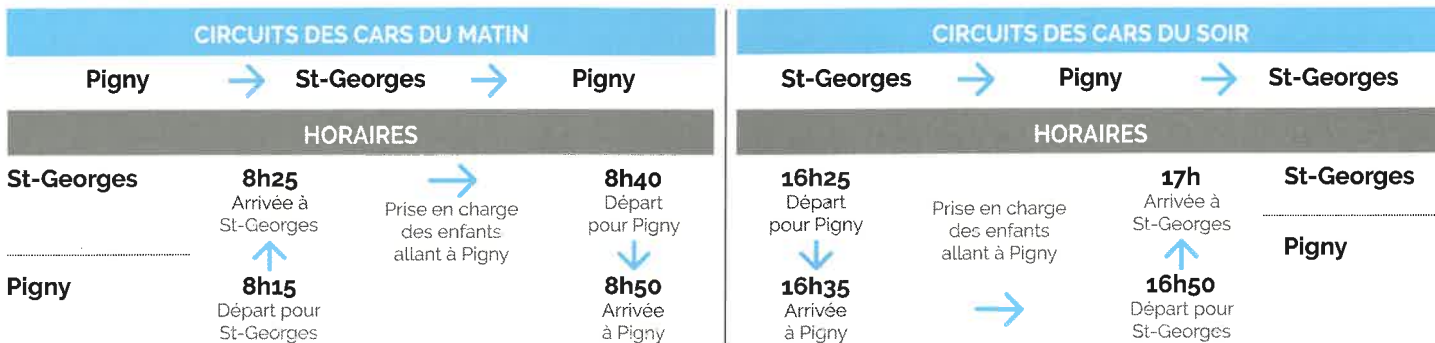 CIRCUITS DES CARS DU MATIN
Pigny → St-Georges → Pigny
HORAIRES
St-Georges
8h25
Arrivée à
St-Georges
Prise en charge
des enfants
allant à Pigny
8h40
Départ
pour Pigny
Pigny
8h15
Départ pour
St-Georges
8h50
Arrivée
à Pigny
CIRCUITS DES CARS DU SOIR
St-Georges → Pigny → St-Georges
HORAIRES
16h25
Départ
pour Pigny
Prise en charge
des enfants
allant à Pigny
17h
Arrivée à
St-Georges
St-Georges
Pigny
16h35
Arrivée
à Pigny
16h50
Départ pour
St-Georges